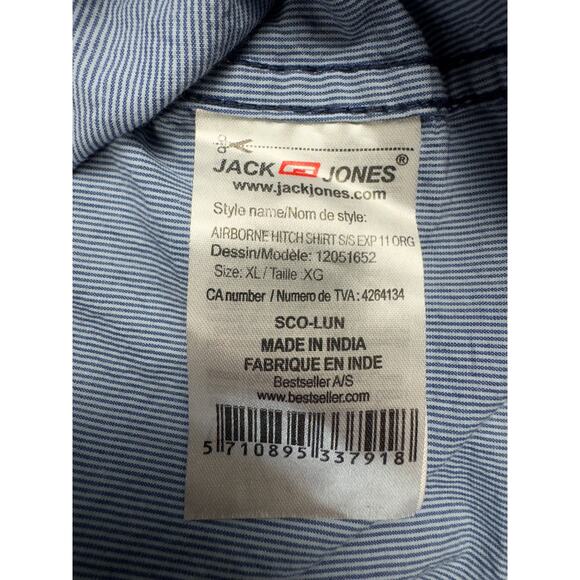 JACK JONES®
www.jackjones.com
Style name/Nom de style:
AIRBORNE HITCH SHIRT S/S EXP 11 ORG
Dessin/Modèle: 12051652
Size: XL / Taille :XG
CA number / Numero de TVA : 4264134
SCO-LUN
MADE IN INDIA
FABRIQUE EN INDE
Bestseller A/S
www.bestseller.com
5 710895 337918